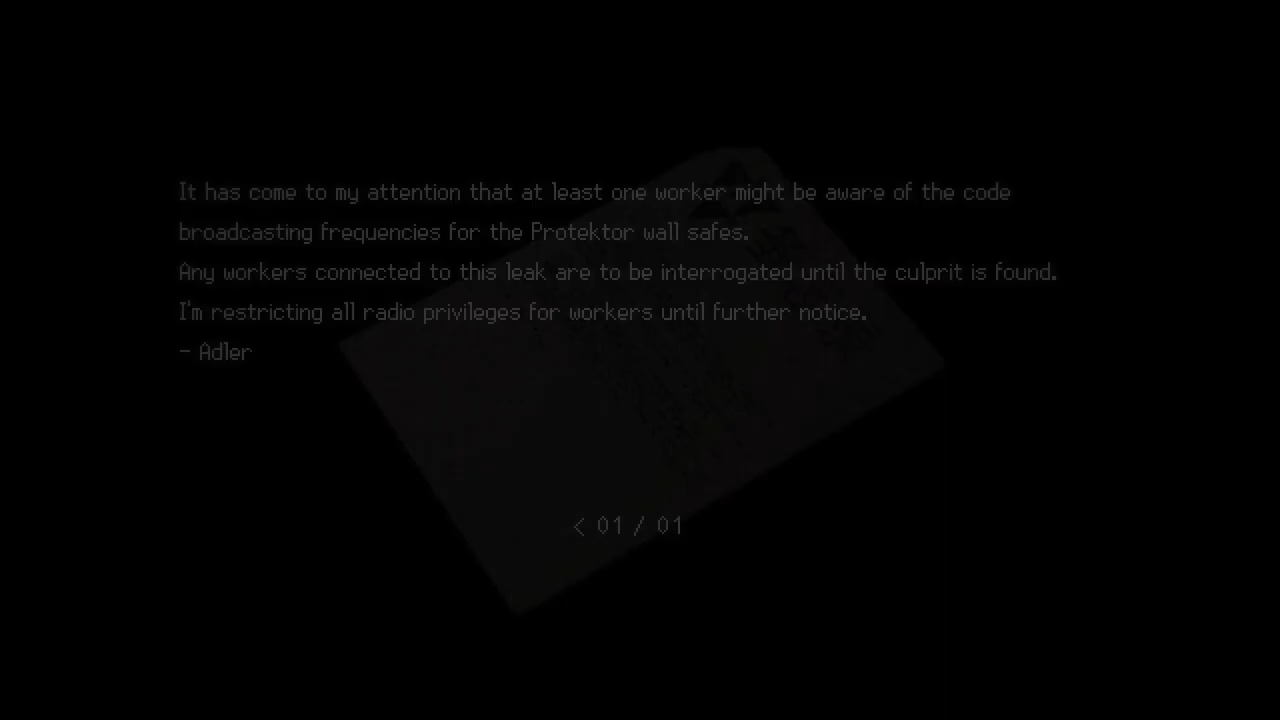 It has come to my attention that at least one worker might be aware of the code
broadcasting frequencies for the Protektor wall safes.
Any workers connected to this leak are to be interrogated until the culprit is found.
I'm restricting all radio privileges for workers until further notice.
- Adler
< 01 / 01